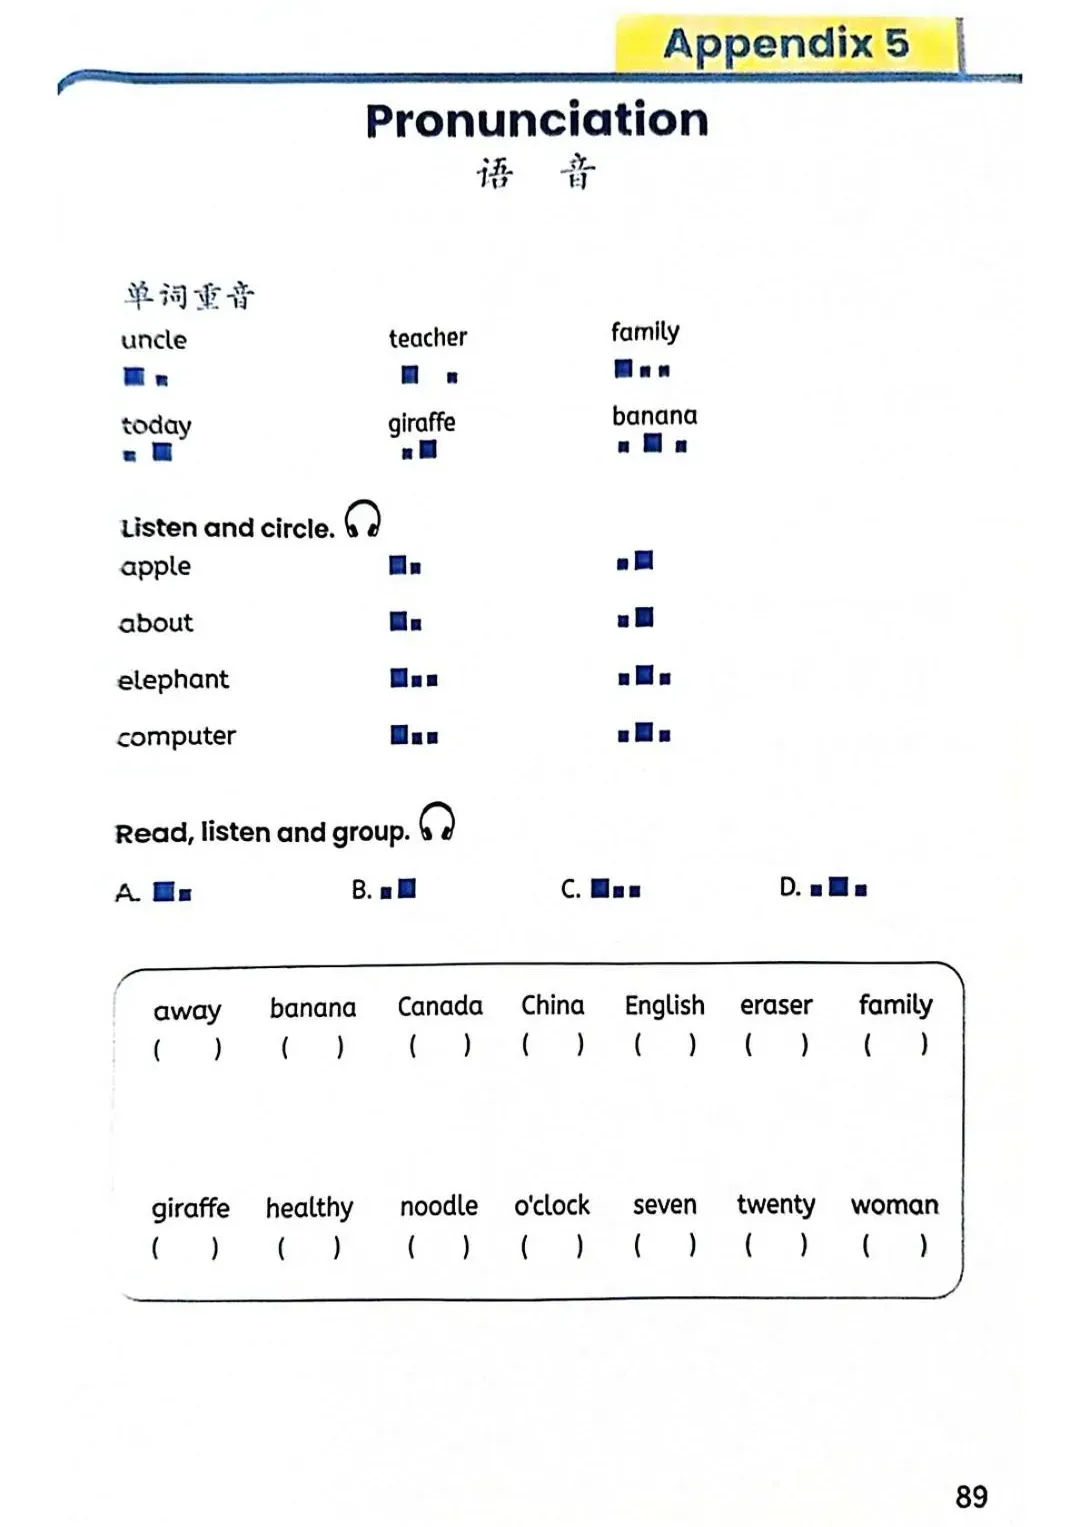 Appendix 5
Pronunciation
语 音
单词重音
uncle teacher family
today giraffe banana
Listen and circle.
apple
about
elephant
computer
Read, listen and group.
A. B. C. D.
away banana Canada China English eraser family
( ) ( ) ( ) ( ) ( ) ( ) ( )
giraffe healthy noodle o'clock seven twenty woman
( ) ( ) ( ) ( ) ( ) ( ) ( )
89